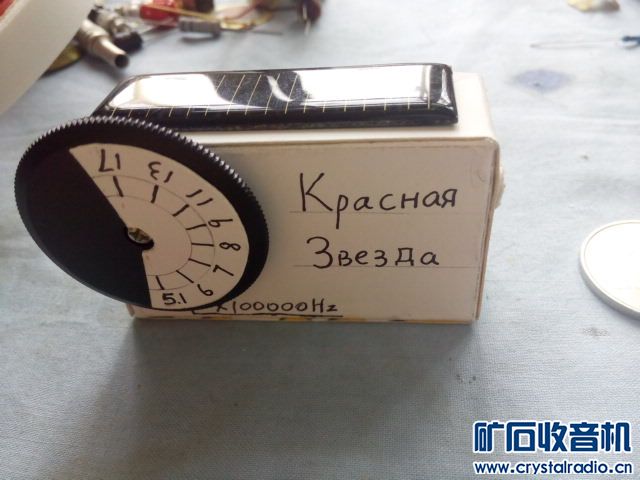 17
13
11
9
8
7
6
5.1
Красная
Звезда
X100000Hz
矿石收音机
www.crystalradio.cn